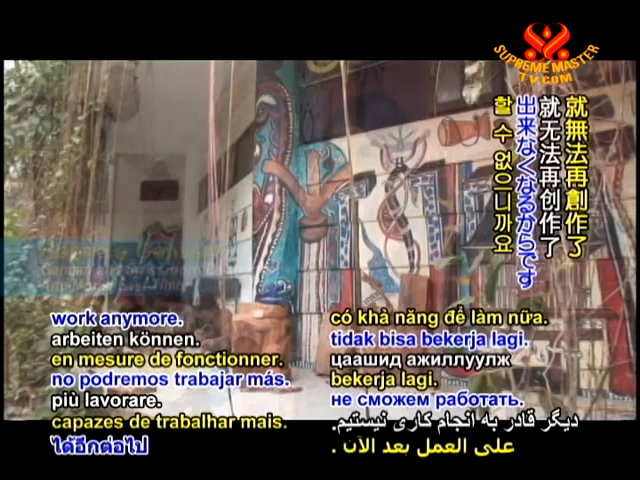 SUPREME MASTER
TV.COM
就無法再創作了
就无法再创作了
出来なくなるからです
할 수 없으니까요
work anymore.
arbeiten können.
en mesure de fonctionner.
no podremos trabajar más.
più lavorare.
capazes de trabalhar mais.
ได้อีกต่อไป
có khả năng để làm nữa.
tidak bisa bekerja lagi.
цаашид ажиллуулж
bekerja lagi.
не сможем работать.
دیگر قادر به انجام کاری نیستیم.
على العمل بعد الآن .